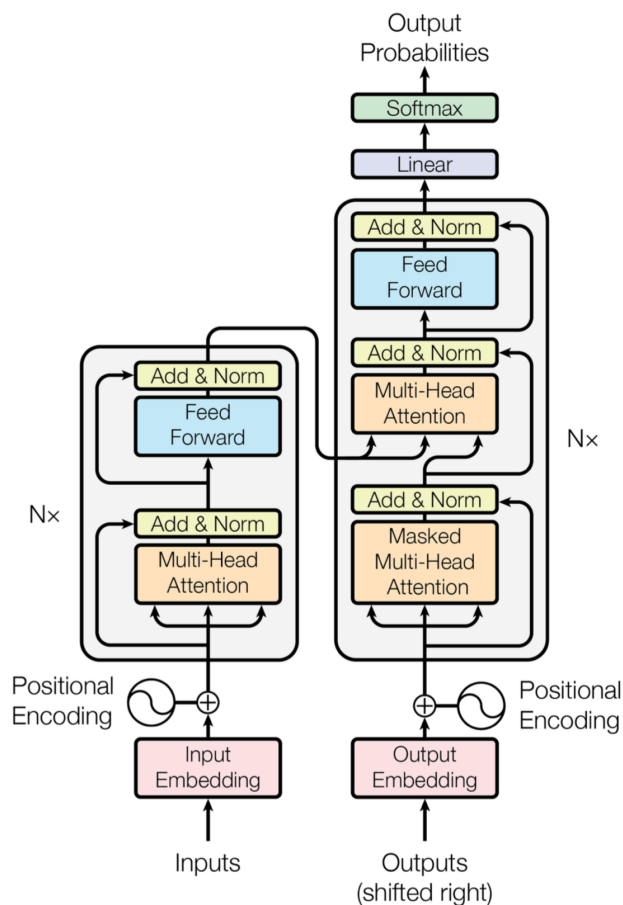 Output
Probabilities
Softmax
Linear
Add & Norm
Feed
Forward
Add & Norm
Multi-Head
Attention
Nx
Add & Norm
Masked
Multi-Head
Attention
Add & Norm
Feed
Forward
Nx
Add & Norm
Multi-Head
Attention
Positional
Encoding
Positional
Encoding
Input
Embedding
Output
Embedding
Inputs
Outputs
(shifted right)